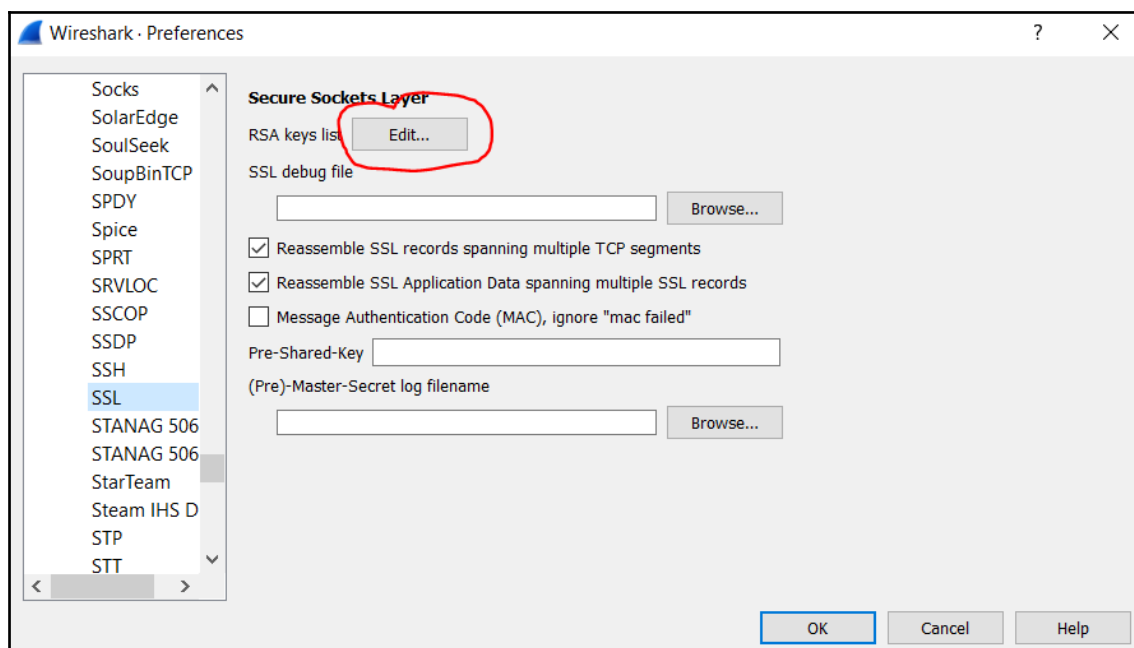 Wireshark · Preferences
?
Socks
SolarEdge
SoulSeek
SoupBinTCP
SPDY
Spice
SPRT
SRVLOC
SSCOP
SSDP
SSH
SSL
STANAG 506
STANAG 506
StarTeam
Steam IHS D
STP
STT
Secure Sockets Layer
RSA keys list Edit...
SSL debug file
Browse...
Reassemble SSL records spanning multiple TCP segments
Reassemble SSL Application Data spanning multiple SSL records
Message Authentication Code (MAC), ignore "mac failed"
Pre-Shared-Key
(Pre)-Master-Secret log filename
Browse...
OK Cancel Help